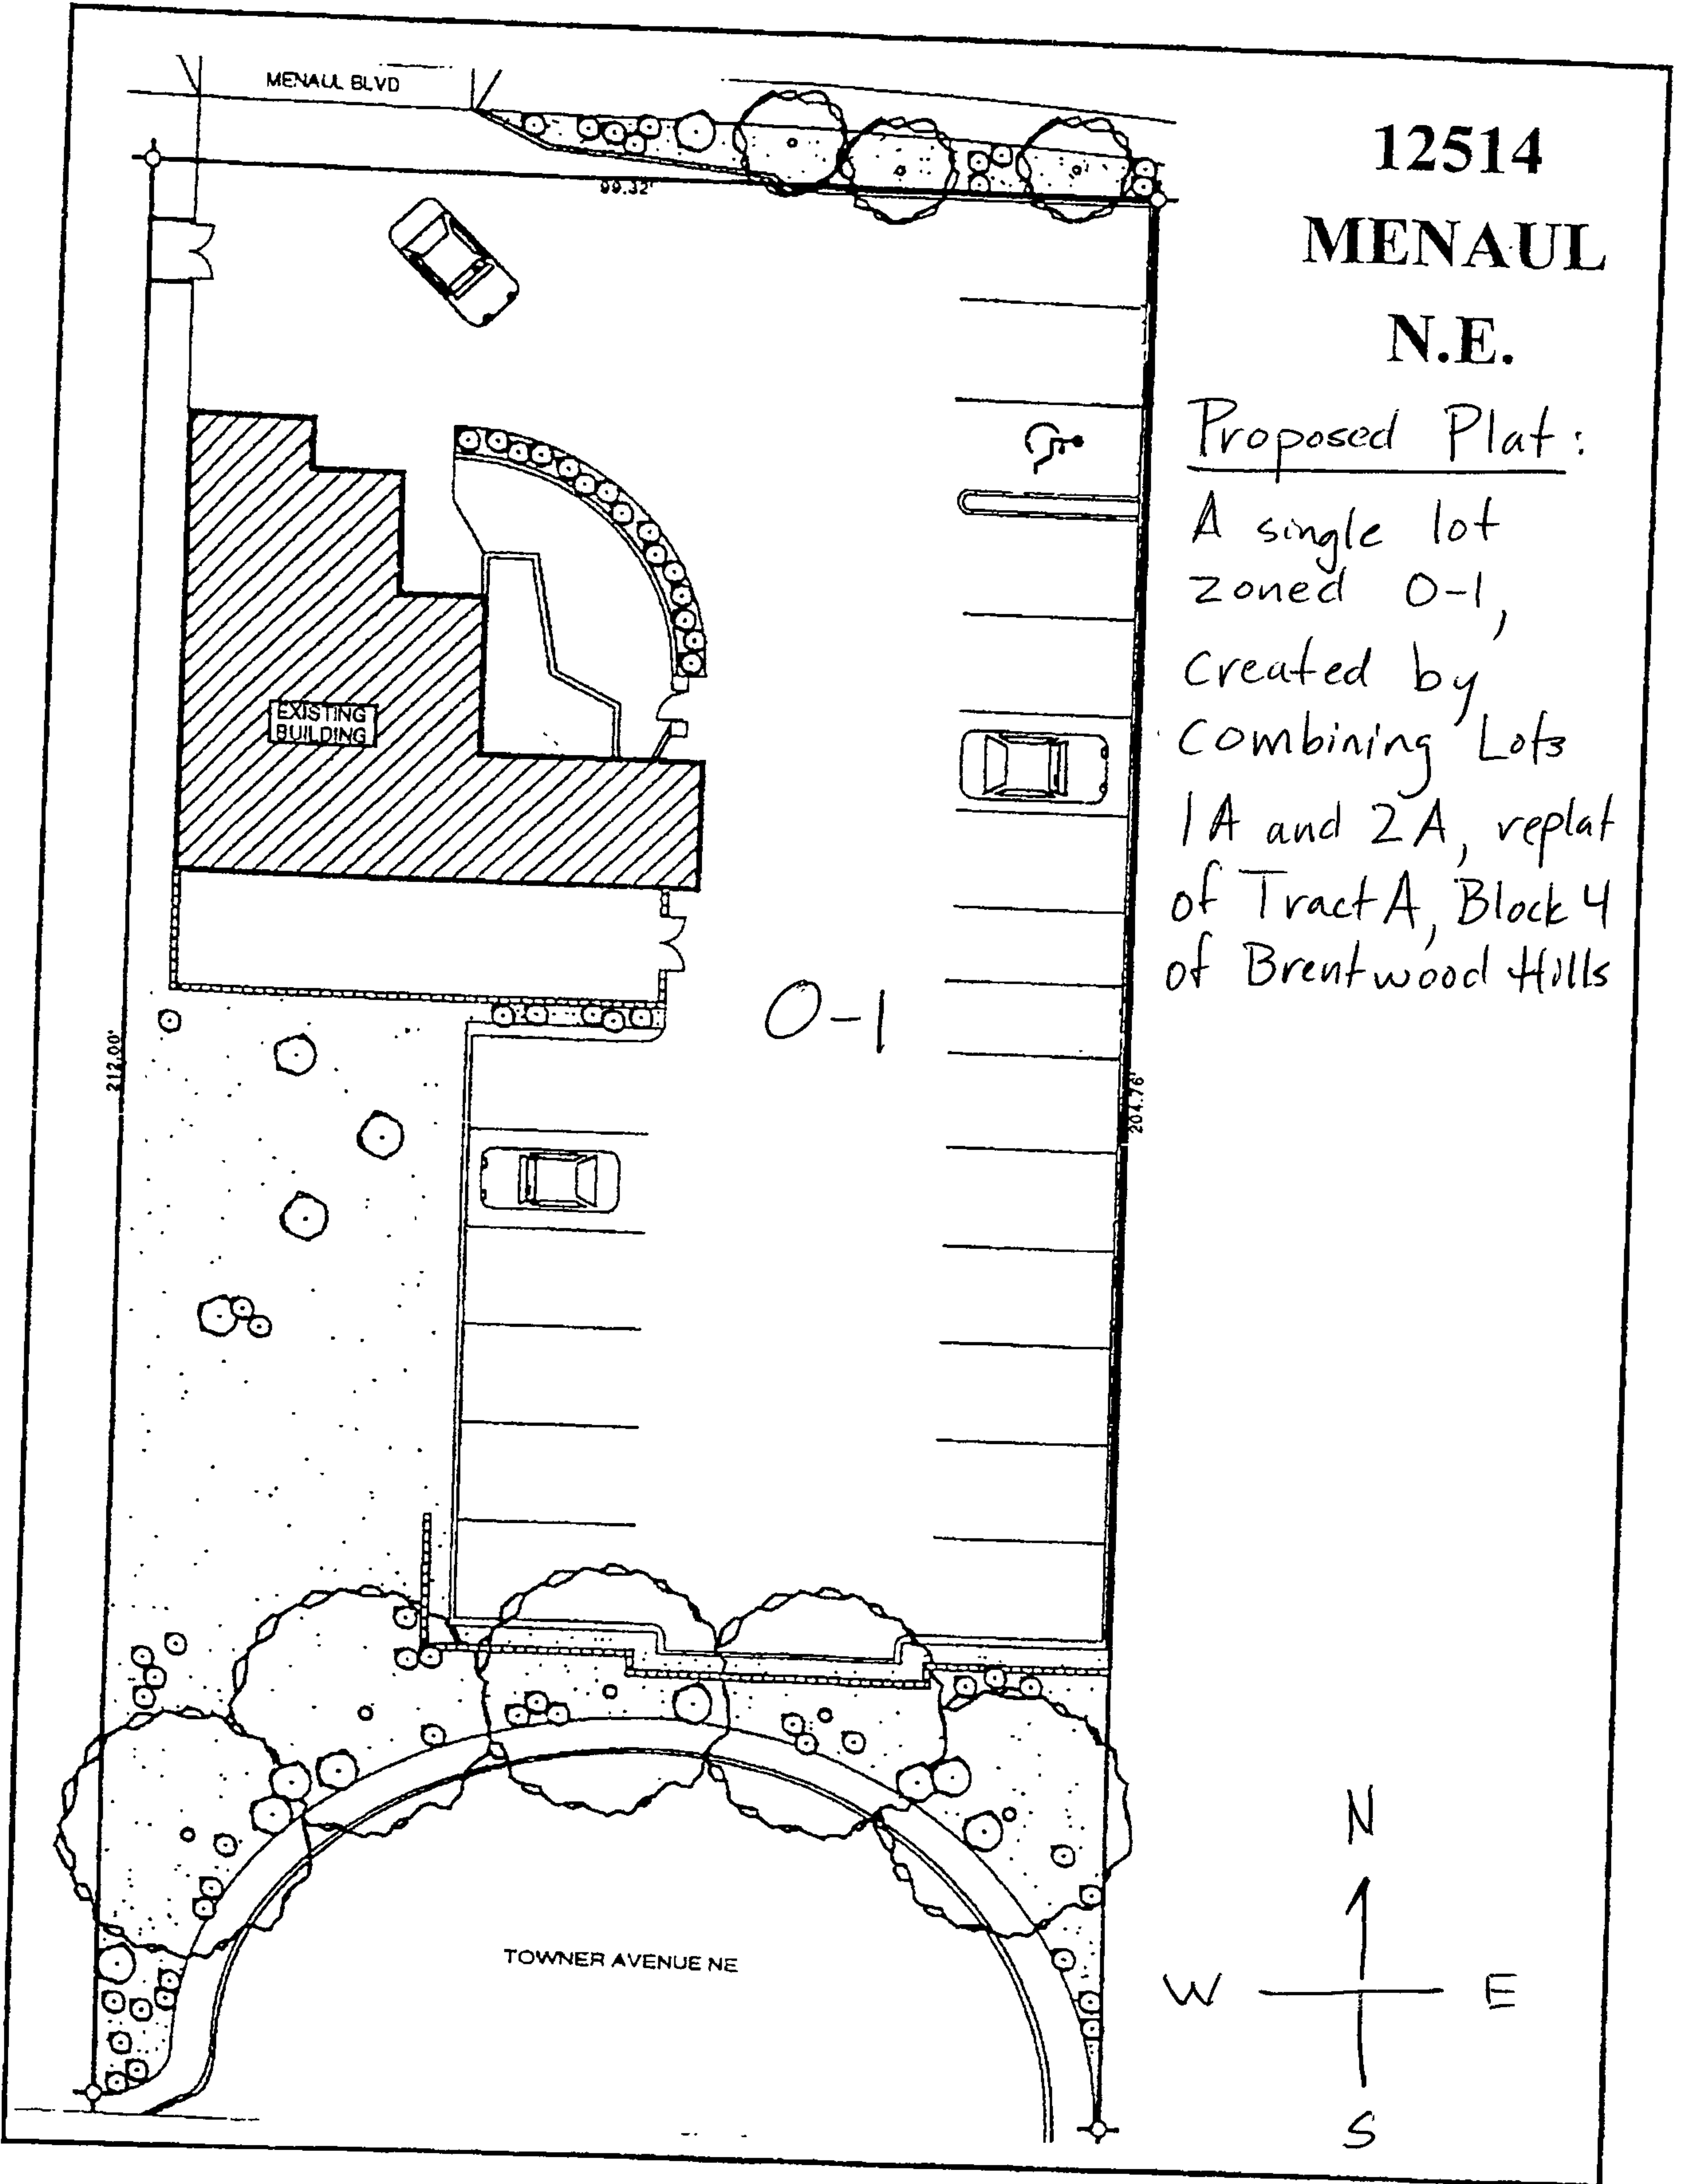 MENAUL BLVD
99.32'
12514
MENAUL
N.E.
Proposed Plat:
A single lot
zoned O-1,
created by
combining Lots
1A and 2A, replat
of Tract A, Block 4
of Brentwood Hills
EXISTING
BUILDING
O-1
212.00'
204.76'
TOWNER AVENUE NE
N
W E
S